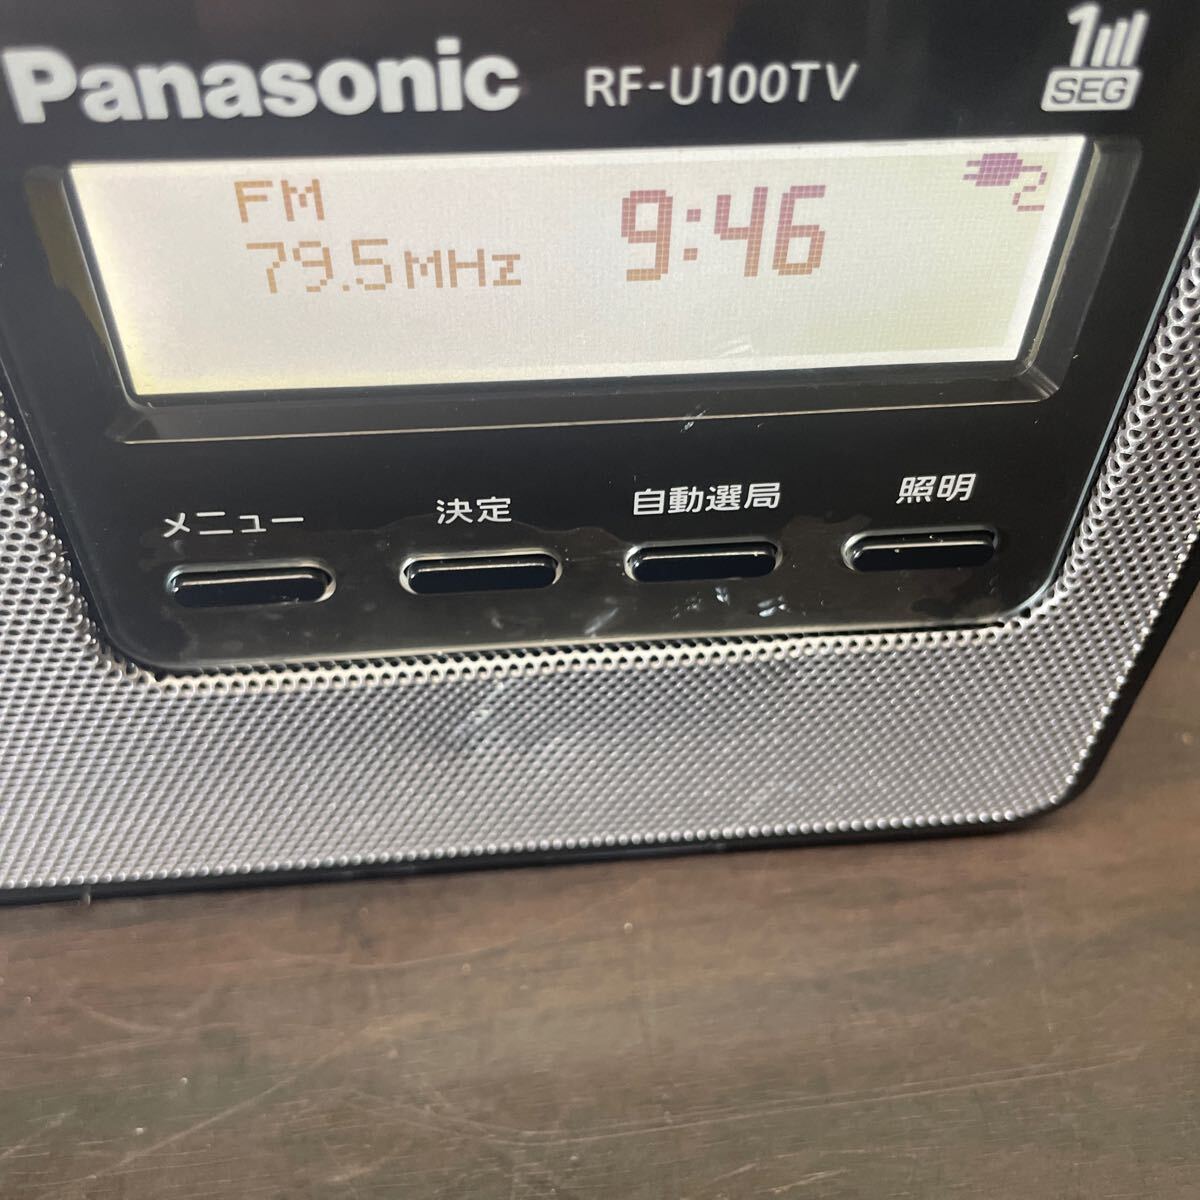 Panasonic RF-U100TV 1SEG
FM 9:46
79.5MHz
メニュー 決定 自動選局 照明